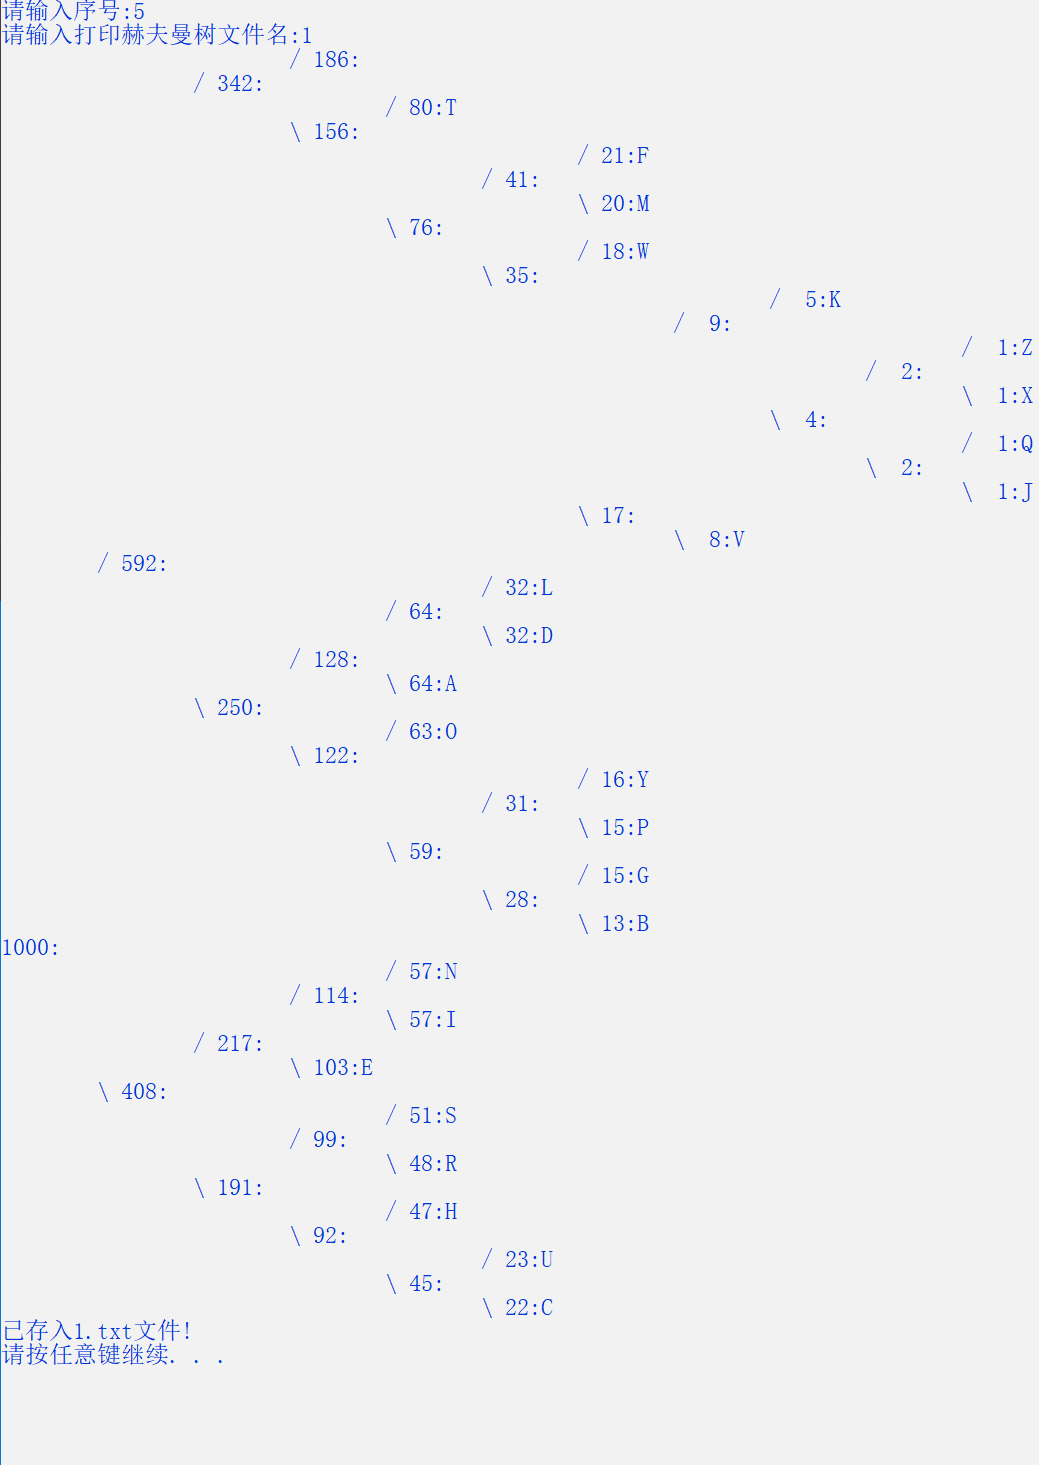 请输入序号:5
请输入打印赫夫曼树文件名:1
/ 186:
/ 342:
/ 80:T
\ 156:
/ 21:F
/ 41:
\ 20:M
\ 76:
/ 18:W
\ 35:
/  5:K
/  9:
/  1:Z
/  2:
\  1:X
\  4:
/  1:Q
\  2:
\  1:J
\ 17:
\  8:V
/ 592:
/ 32:L
/ 64:
\ 32:D
/ 128:
\ 64:A
\ 250:
/ 63:O
\ 122:
/ 16:Y
/ 31:
\ 15:P
\ 59:
/ 15:G
\ 28:
\ 13:B
1000:
/ 57:N
/ 114:
\ 57:I
/ 217:
\ 103:E
\ 408:
/ 51:S
/ 99:
\ 48:R
\ 191:
/ 47:H
\ 92:
/ 23:U
\ 45:
\ 22:C
已存入1.txt文件!
请按任意键继续. . .